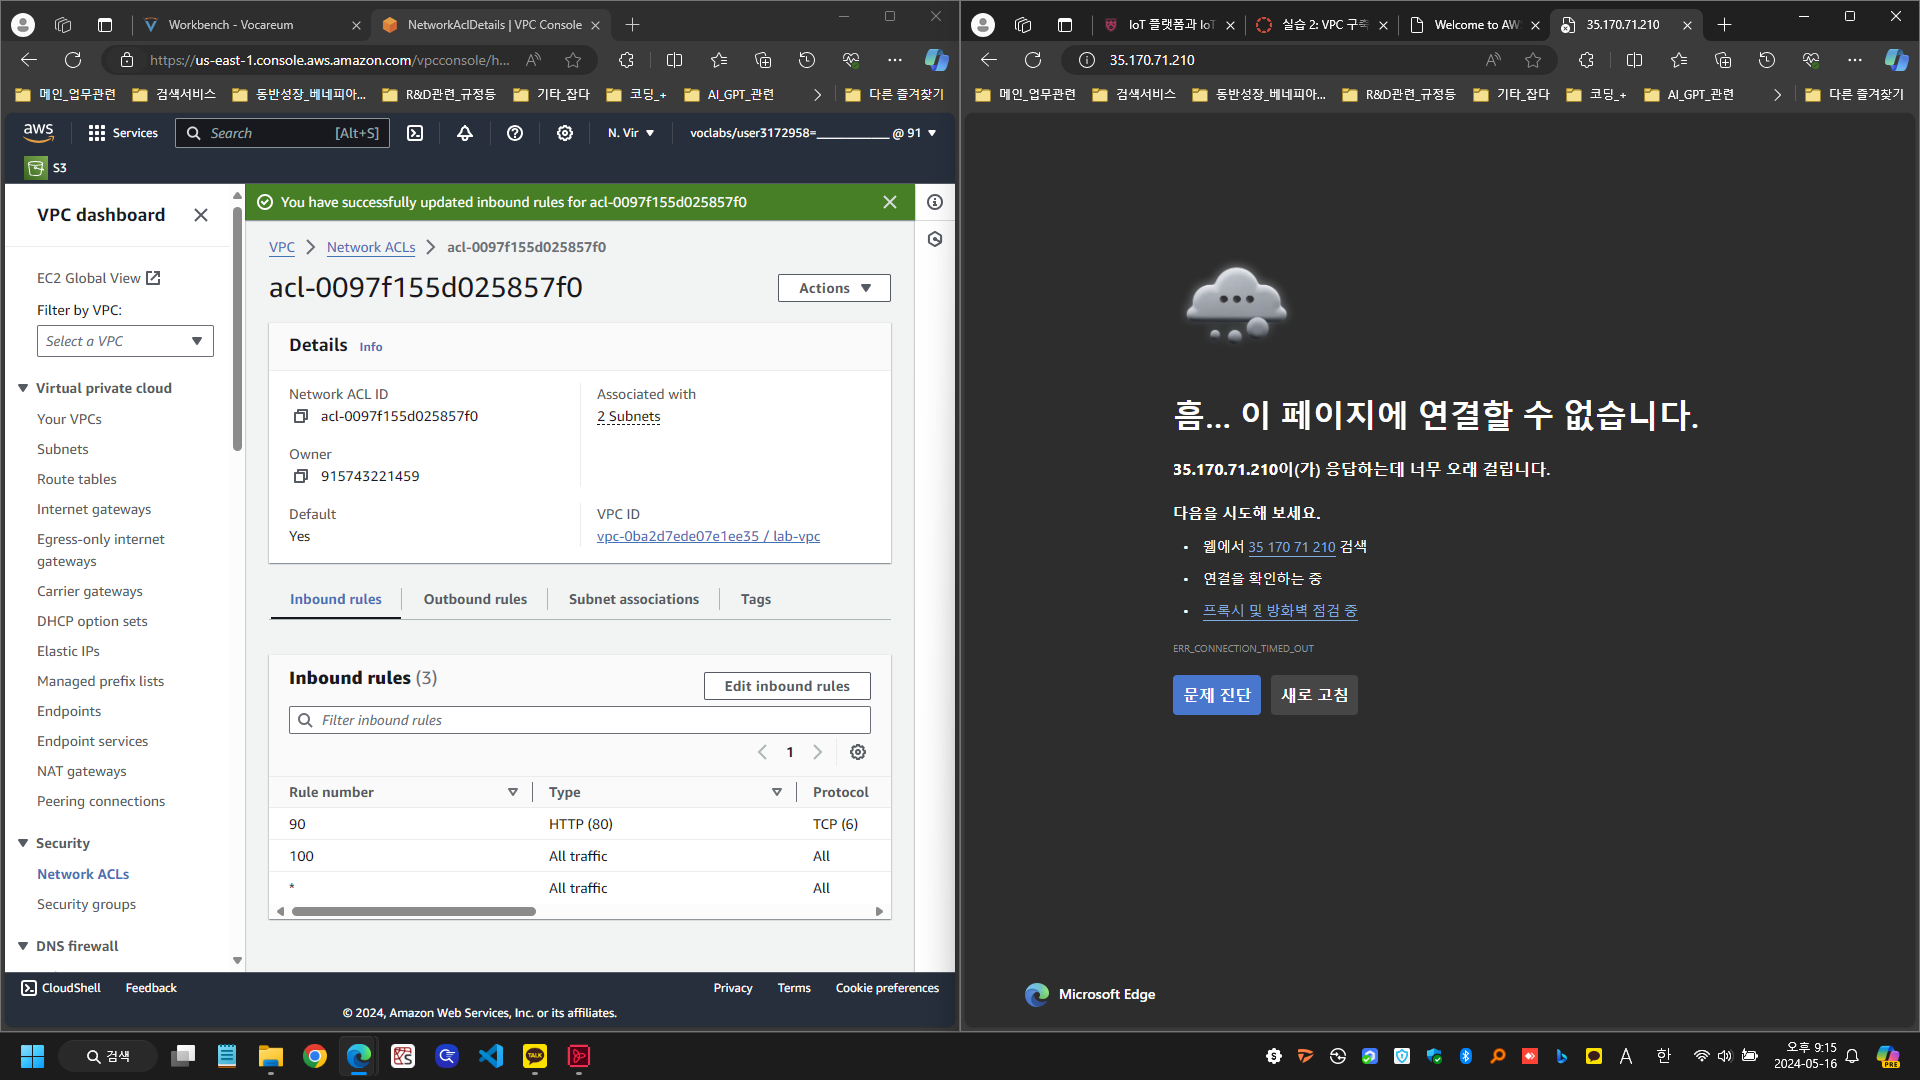 Workbench - Vocareum
NetworkAclDetails | VPC Console
https://us-east-1.console.aws.amazon.com/vpcconsole/h...
메인_업무관련
검색서비스
동반성장_베네피아...
R&D관련_규정등
기타_잡다
코딩_+
AI_GPT_관련
다른 즐겨찾기
aws
Services
Search
[Alt+S]
N. Vir
voclabs/user3172958=____________ @ 91
S3
VPC dashboard
EC2 Global View
Filter by VPC:
Select a VPC
Virtual private cloud
Your VPCs
Subnets
Route tables
Internet gateways
Egress-only internet
gateways
Carrier gateways
DHCP option sets
Elastic IPs
Managed prefix lists
Endpoints
Endpoint services
NAT gateways
Peering connections
Security
Network ACLs
Security groups
DNS firewall
You have successfully updated inbound rules for acl-0097f155d025857f0
VPC
Network ACLs
acl-0097f155d025857f0
acl-0097f155d025857f0
Actions
Details Info
Network ACL ID
acl-0097f155d025857f0
Associated with
2 Subnets
Owner
915743221459
Default
Yes
VPC ID
vpc-0ba2d7ede07e1ee35 / lab-vpc
Inbound rules
Outbound rules
Subnet associations
Tags
Inbound rules (3)
Edit inbound rules
Filter inbound rules
1
Rule number Type Protocol
90 HTTP (80) TCP (6)
100 All traffic All
* All traffic All
CloudShell
Feedback
Privacy
Terms
Cookie preferences
© 2024, Amazon Web Services, Inc. or its affiliates.
IoT 플랫폼과 IoT
실습 2: VPC 구축
Welcome to AW
35.170.71.210
35.170.71.210
메인_업무관련
검색서비스
동반성장_베네피아...
R&D관련_규정등
기타_잡다
코딩_+
AI_GPT_관련
다른 즐겨찾기
흠... 이 페이지에 연결할 수 없습니다.
35.170.71.210이(가) 응답하는데 너무 오래 걸립니다.
다음을 시도해 보세요.
• 웹에서 35 170 71 210 검색
• 연결을 확인하는 중
• 프록시 및 방화벽 점검 중
ERR_CONNECTION_TIMED_OUT
문제 진단
새로 고침
Microsoft Edge
검색
TALK
A
한
오후 9:15
2024-05-16
PRE